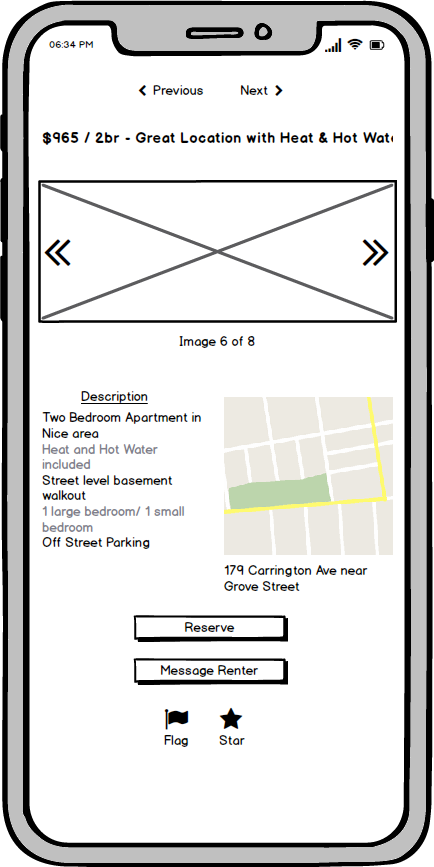 06:34 PM
Previous Next
$965 / 2br - Great Location with Heat & Hot
Image 6 of 8
Description
Two Bedroom Apartment in
Nice area
Heat and Hot Water
included
Street level basement
walkout
1 large bedroom/ 1 small
bedroom
Off Street Parking
179 Carrington Ave near
Grove Street
Reserve
Message Renter
Flag Star